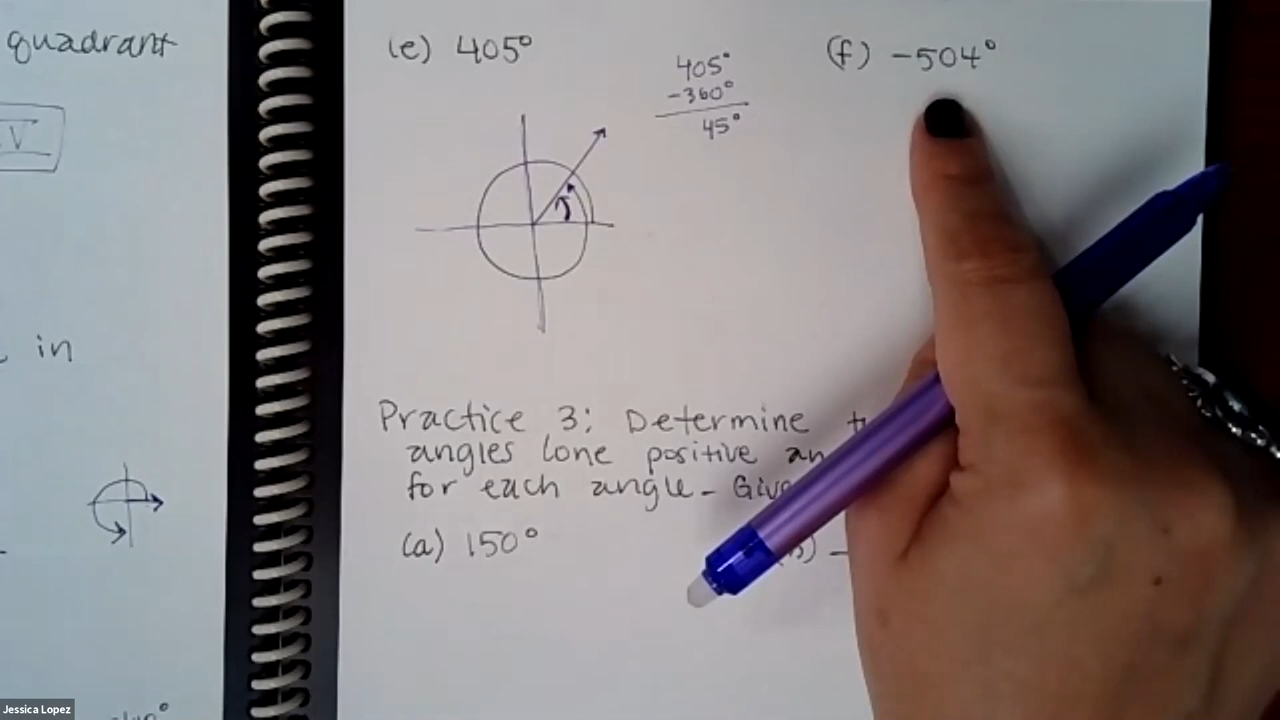 quadrant
IV
in
(e) 405°
405°
-360°
45°
(f) -504°
Practice 3: Determine
angles (one positive
for each angle.
(a) 150°
(b) -
Jessica Lopez